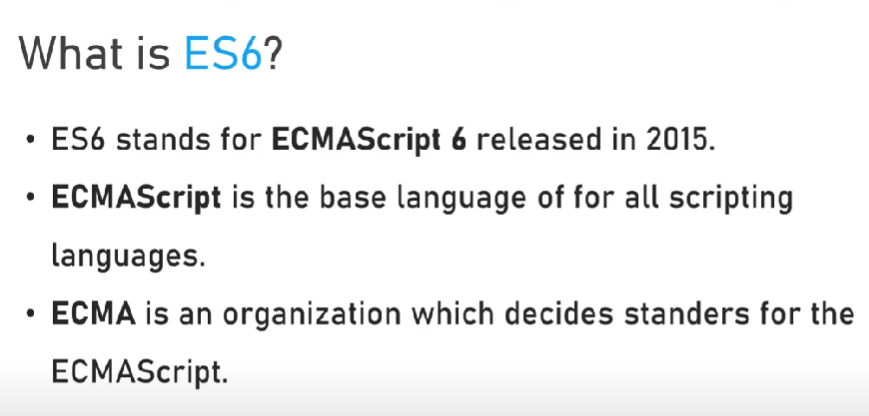 What is ES6?
• ES6 stands for ECMAScript 6 released in 2015.
• ECMAScript is the base language of for all scripting
languages.
• ECMA is an organization which decides standers for the
ECMAScript.